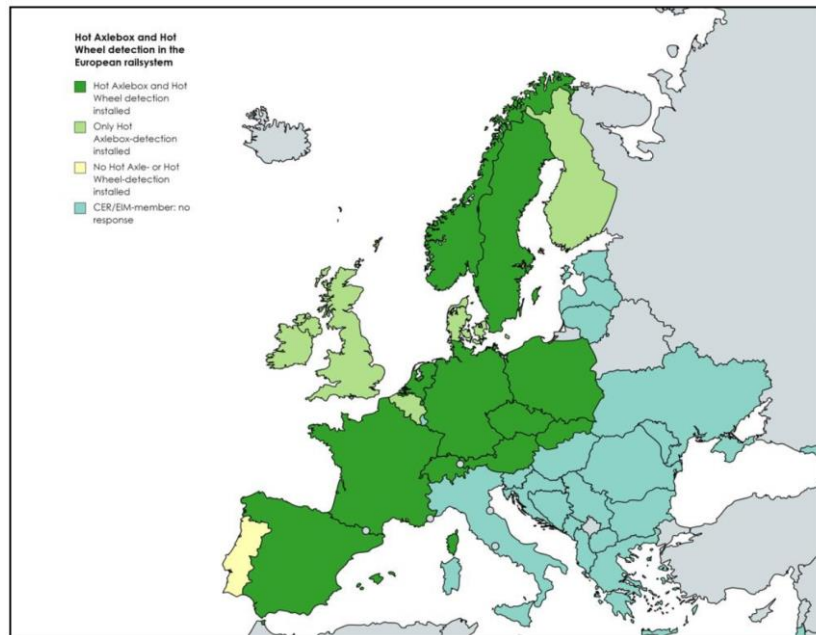 Hot Axlebox and Hot
Wheel detection in the
European railsystem
Hot Axlebox and Hot
Wheel detection
installed
Only Hot
Axlebox-detection
installed
No Hot Axle- or Hot
Wheel-detection
installed
CER/EIM-member: no
response